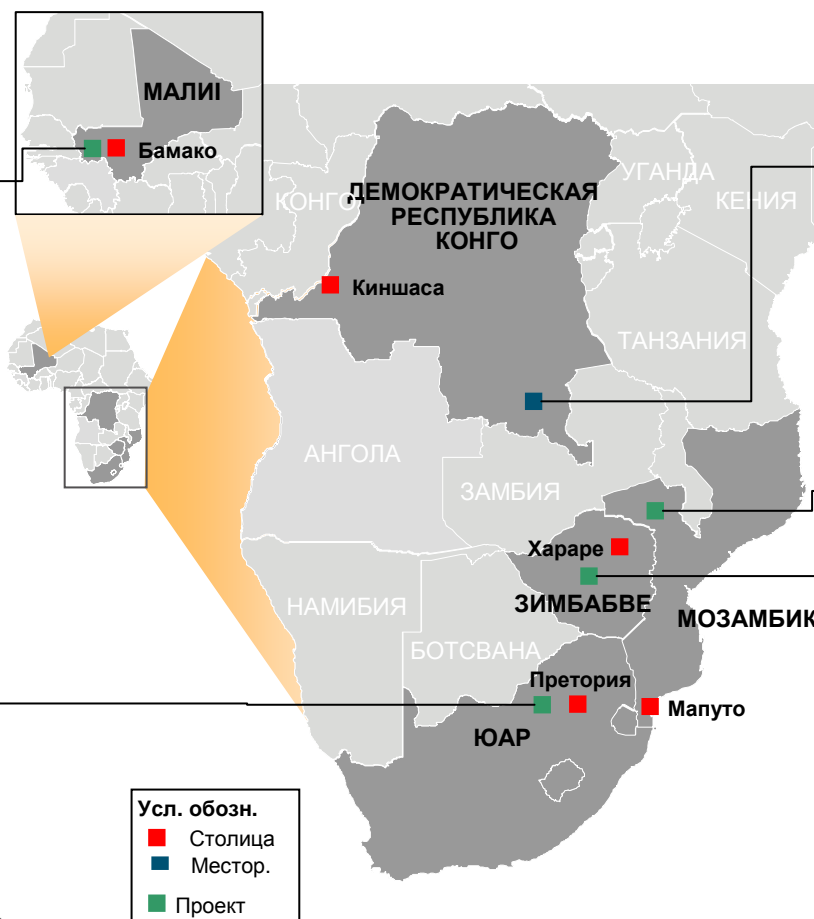 МАЛИI
Бамако
ДЕМОКРАТИЧЕСКАЯ
РЕСПУБЛИКА
КОНГО
КОНГО
УГАНДА
КЕНИЯ
Киншаса
ТАНЗАНИЯ
АНГОЛА
ЗАМБИЯ
Хараре
ЗИМБАБВЕ
НАМИБИЯ
МОЗАМБИК
БОТСВАНА
Претория
Мапуто
ЮАР
Усл. обозн.
Столица
Местор.
Проект